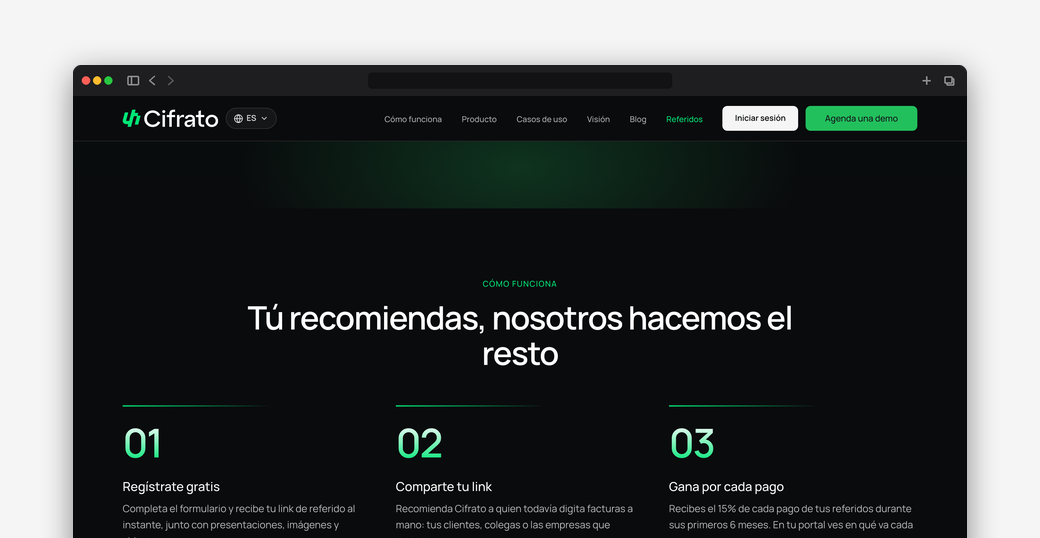 Cifrato
ES
Cómo funciona
Producto
Casos de uso
Visión
Blog
Referidos
Iniciar sesión
Agenda una demo
CÓMO FUNCIONA
Tú recomiendas, nosotros hacemos el
resto
01
Regístrate gratis
Completa el formulario y recibe tu link de referido al
instante, junto con presentaciones, imágenes y
02
Comparte tu link
Recomienda Cifrato a quien todavía digita facturas a
mano: tus clientes, colegas o las empresas que
03
Gana por cada pago
Recibes el 15% de cada pago de tus referidos durante
sus primeros 6 meses. En tu portal ves en qué va cada